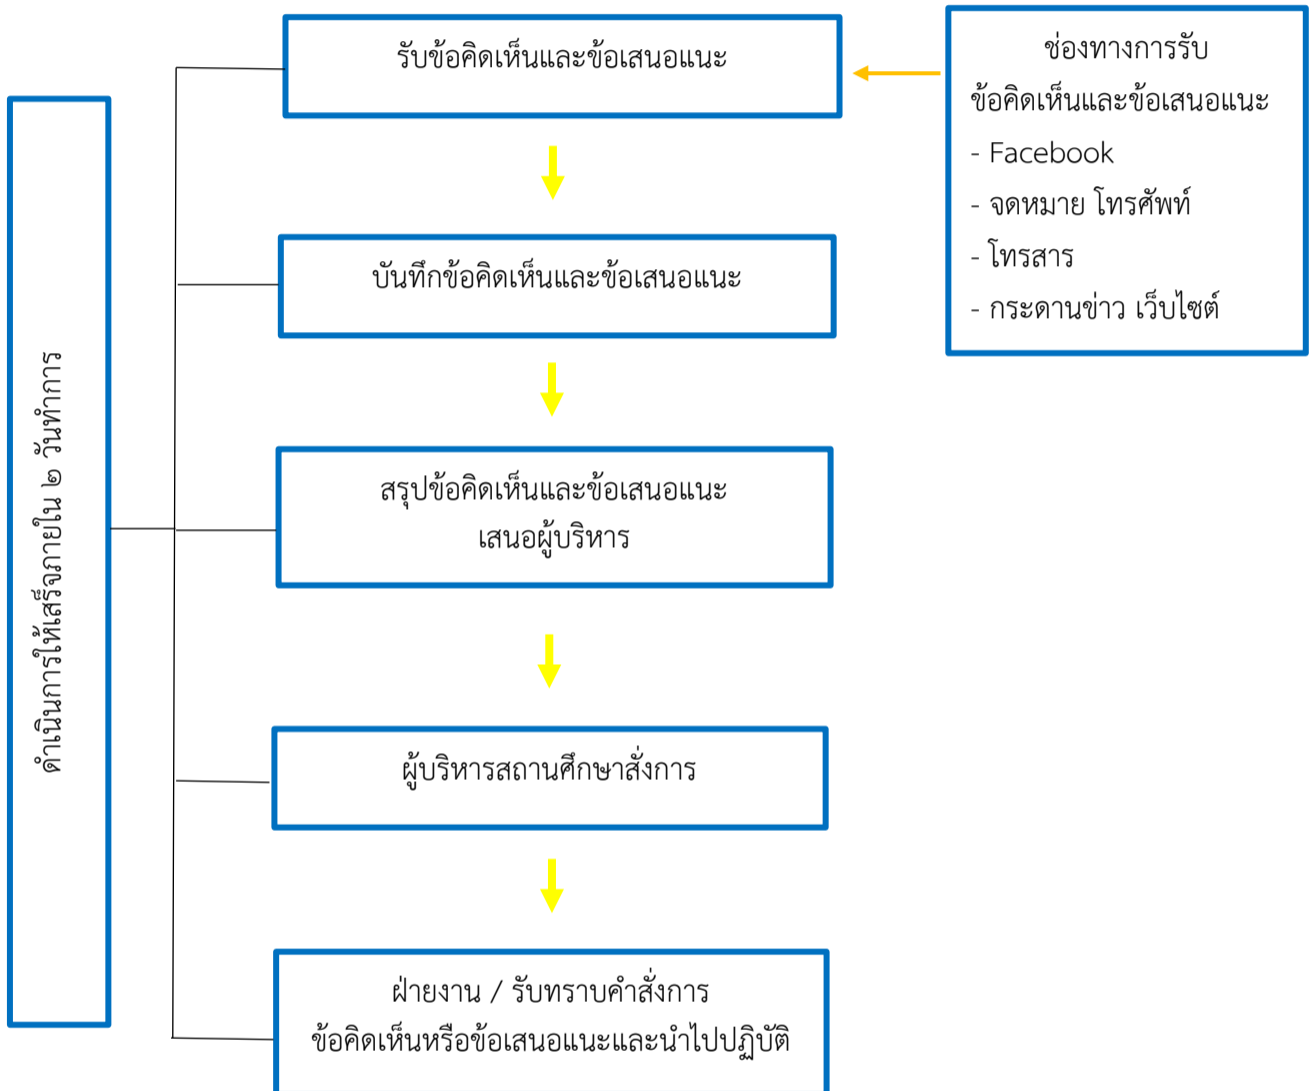 รับข้อคิดเห็นและข้อเสนอแนะ
ช่องทางการรับ
ข้อคิดเห็นและข้อเสนอแนะ
- Facebook
- จดหมาย โทรศัพท์
- โทรสาร
- กระดานข่าว เว็บไซต์
บันทึกข้อคิดเห็นและข้อเสนอแนะ
สรุปข้อคิดเห็นและข้อเสนอแนะ
เสนอผู้บริหาร
ผู้บริหารสถานศึกษาสั่งการ
ฝ่ายงาน / รับทราบคำสั่งการ
ข้อคิดเห็นหรือข้อเสนอแนะและนำไปปฏิบัติ
ดำเนินการให้เสร็จภายใน ๒ วันทำการ